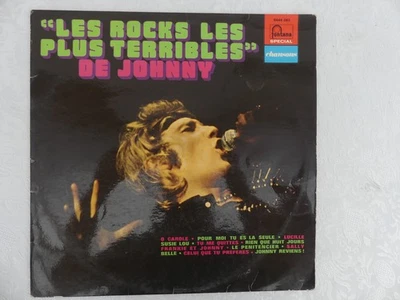 "LES ROCKS LES
PLUS TERRIBLES"
DE JOHNNY
Fontana
SPECIAL
chansons
O CAROLE • POUR MOI TU ES LA SEULE • LUCILLE
SUSIE LOU • TU ME QUITTES • RIEN QUE HUIT JOURS
FRANKIE ET JOHNNY • LE PENITENCIER • SALLY
BELLE • CELUI QUE TU PREFERES • JOHNNY REVIENS !